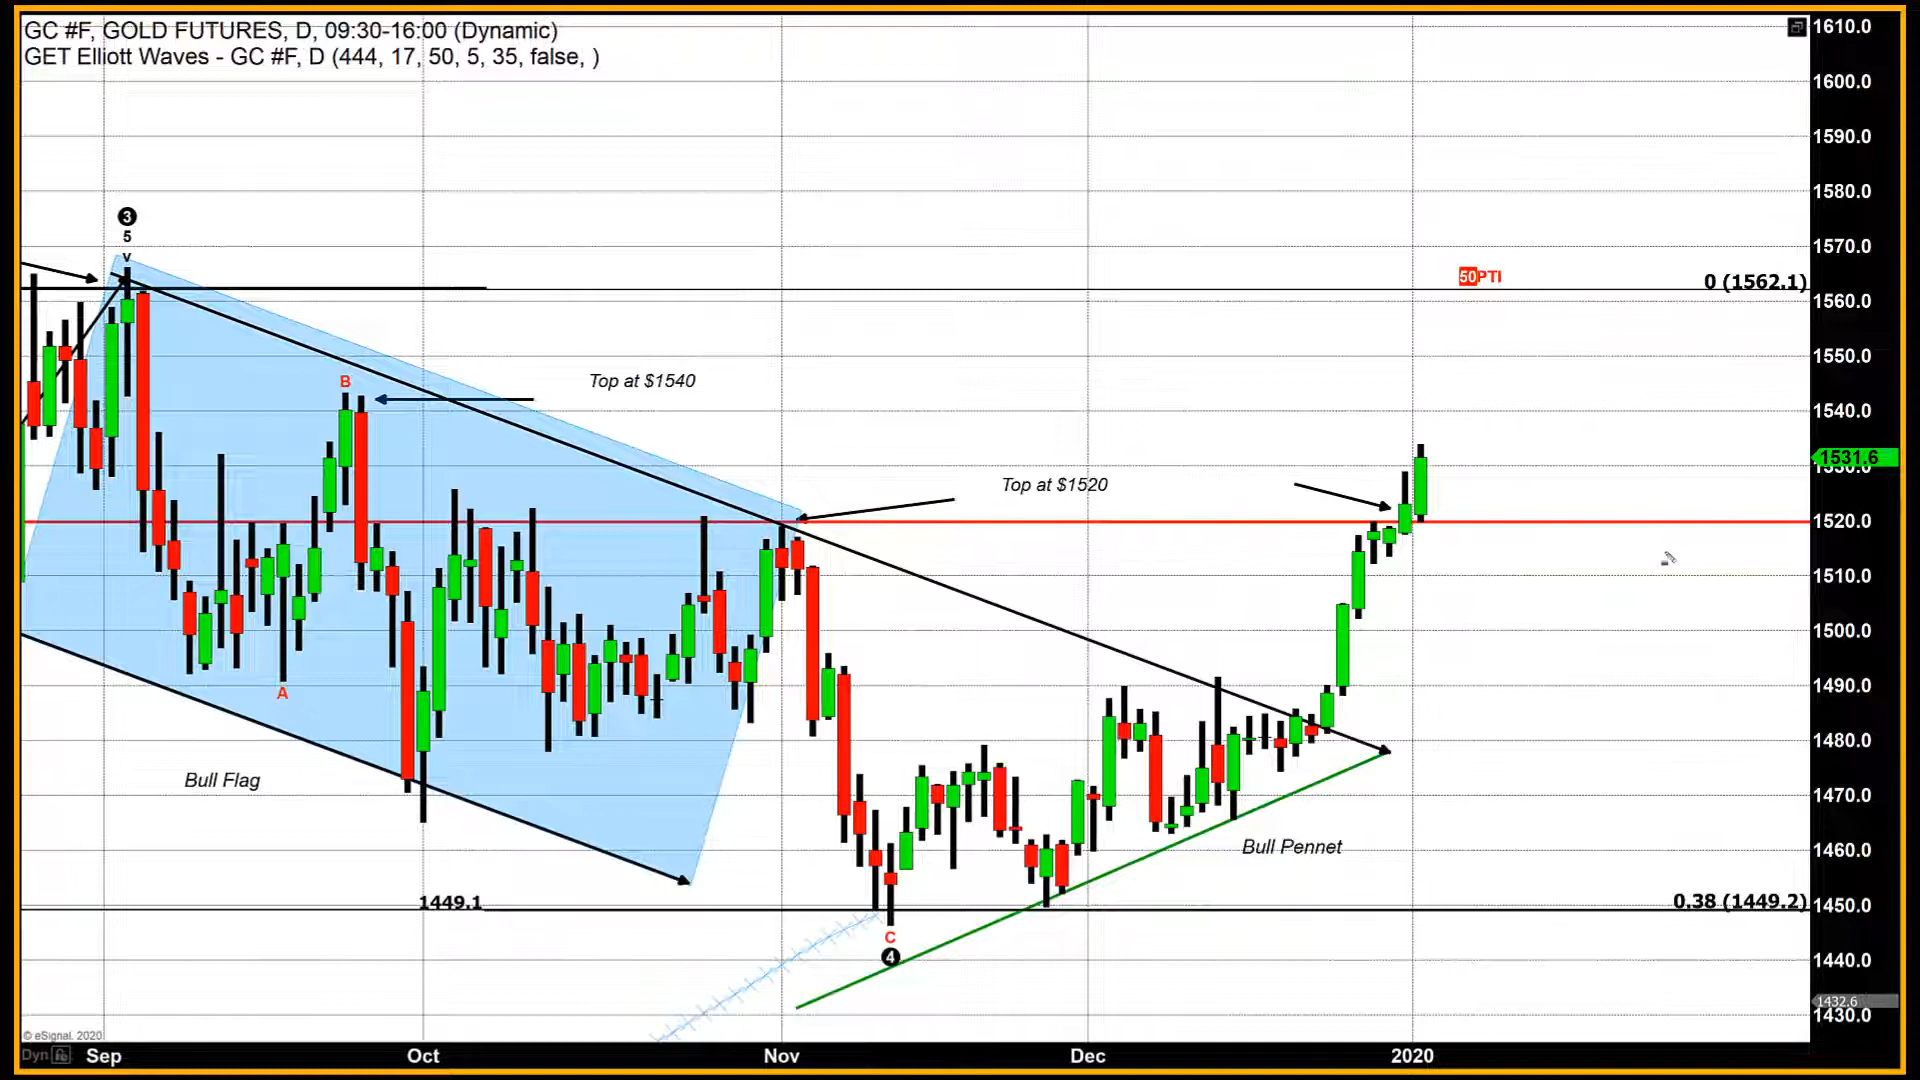 GC #F, GOLD FUTURES, D, 09:30-16:00 (Dynamic)
GET Elliott Waves - GC #F, D (444, 17, 50, 5, 35, false, )
1610.0
1600.0
1590.0
1580.0
3
5
v
1570.0
50PTI
0 (1562.1)
1560.0
1550.0
B
Top at $1540
1540.0
1531.6
1530.0
Top at $1520
1520.0
1510.0
1500.0
1490.0
A
1480.0
Bull Flag
1470.0
Bull Pennet
1460.0
1449.1
0.38 (1449.2)
1450.0
C
4
1440.0
1432.6
1430.0
© eSignal, 2020
Dyn
Sep
Oct
Nov
Dec
2020